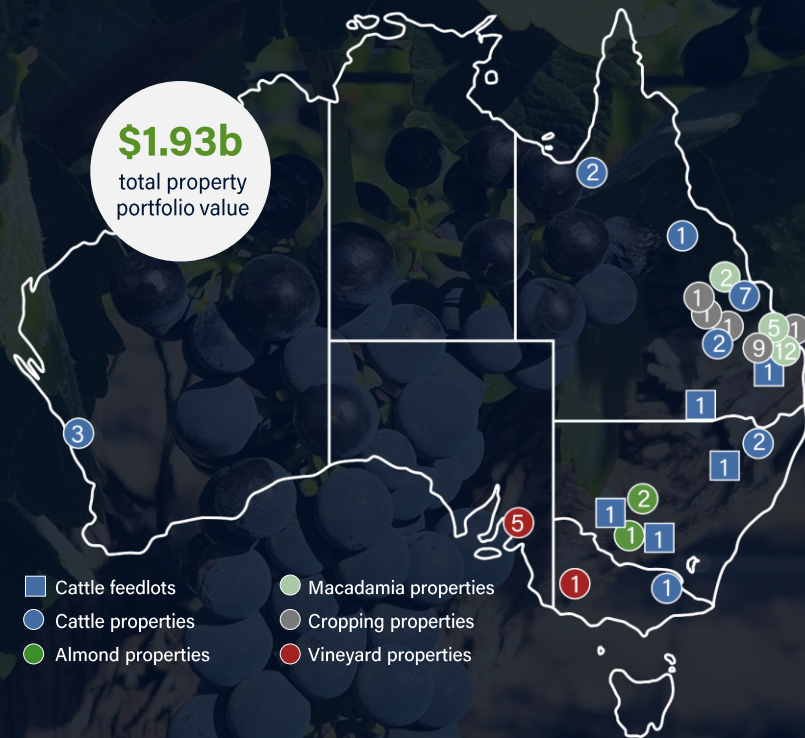 $1.93b
total property
portfolio value
2
1
2
1
7
1
1
5
1
2
9
12
1
3
1
2
1
2
1
5
1
1
1
1
Cattle feedlots
Macadamia properties
Cattle properties
Cropping properties
Almond properties
Vineyard properties